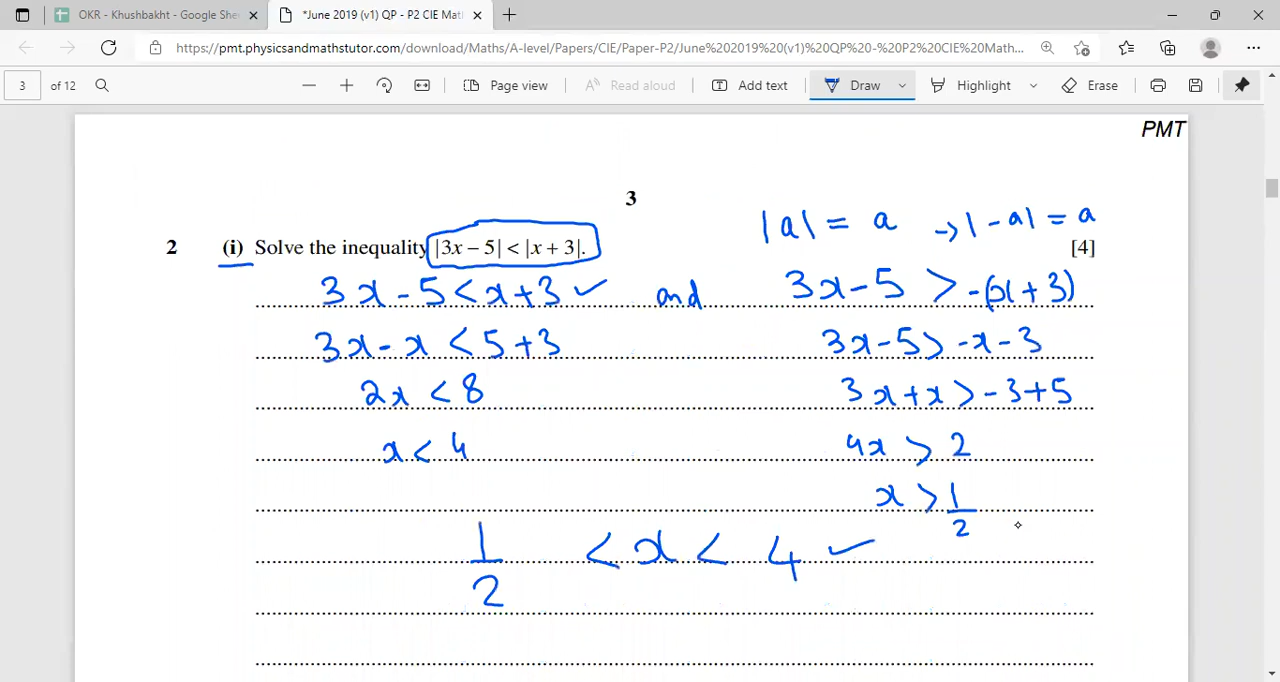 OKR - Khushbakht - Google Shee
*June 2019 (v1) QP - P2 CIE Mat
https://pmt.physicsandmathstutor.com/download/Maths/A-level/Papers/CIE/Paper-P2/June%202019%20(v1)%20QP%20-%20P2%20CIE%20Math...
3 of 12
Page view
Read aloud
Add text
Draw
Highlight
Erase
PMT
3
|a| = a → |-a| = a
2 (i) Solve the inequality |3x − 5| < |x + 3|. [4]
3x-5 < x+3 ✓ and 3x-5 > -(x+3)
3x-x < 5+3 3x-5 > -x-3
2x < 8 3x+x > -3+5
x < 4 4x > 2
x > 1/2
1/2 < x < 4 ✓